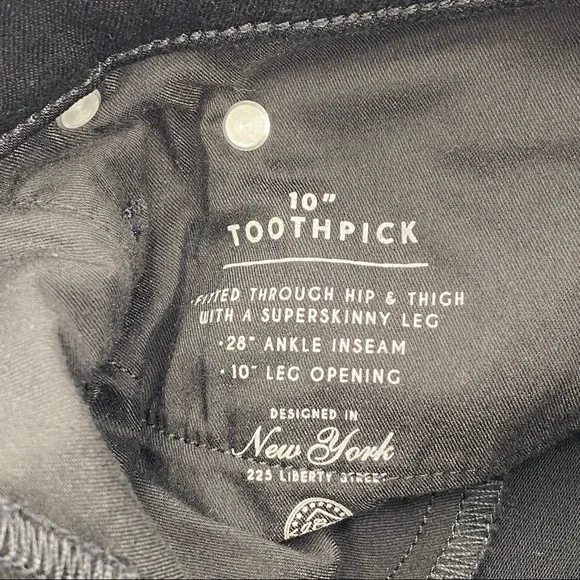 10"
TOOTHPICK
·FITTED THROUGH HIP & THIGH
WITH A SUPERSKINNY LEG
·28" ANKLE INSEAM
·10" LEG OPENING
DESIGNED IN
New York
225 LIBERTY STREET